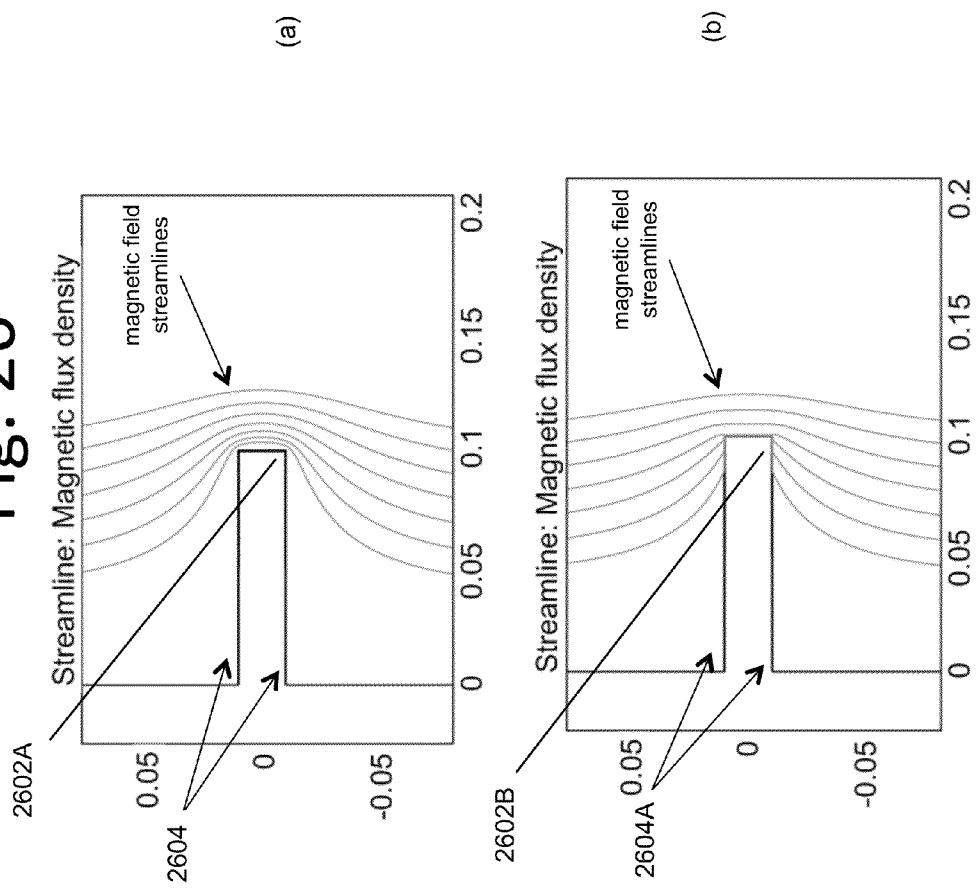 Fig. 26
2602A
Streamline: Magnetic flux density
magnetic field
streamlines
(a)
2604
0.05
0
-0.05
0
0.05
0.1
0.15
0.2
2602B
Streamline: Magnetic flux density
magnetic field
streamlines
(b)
2604A
0.05
0
-0.05
0
0.05
0.1
0.15
0.2